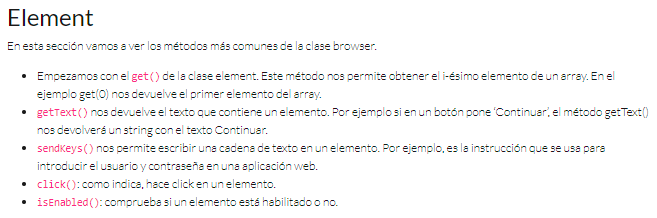 Element
En esta sección vamos a ver los métodos más comunes de la clase browser.
Empezamos con el get() de la clase element. Este método nos permite obtener el i-ésimo elemento de un array. En el
ejemplo get(0) nos devuelve el primer elemento del array.
getText() nos devuelve el texto que contiene un elemento. Por ejemplo si en un botón pone ‘Continuar’, el método getText()
nos devolverá un string con el texto Continuar.
sendKeys() nos permite escribir una cadena de texto en un elemento. Por ejemplo, es la instrucción que se usa para
introducir el usuario y contraseña en una aplicación web.
click(): como indica, hace click en un elemento.
isEnabled(): comprueba si un elemento está habilitado o no.